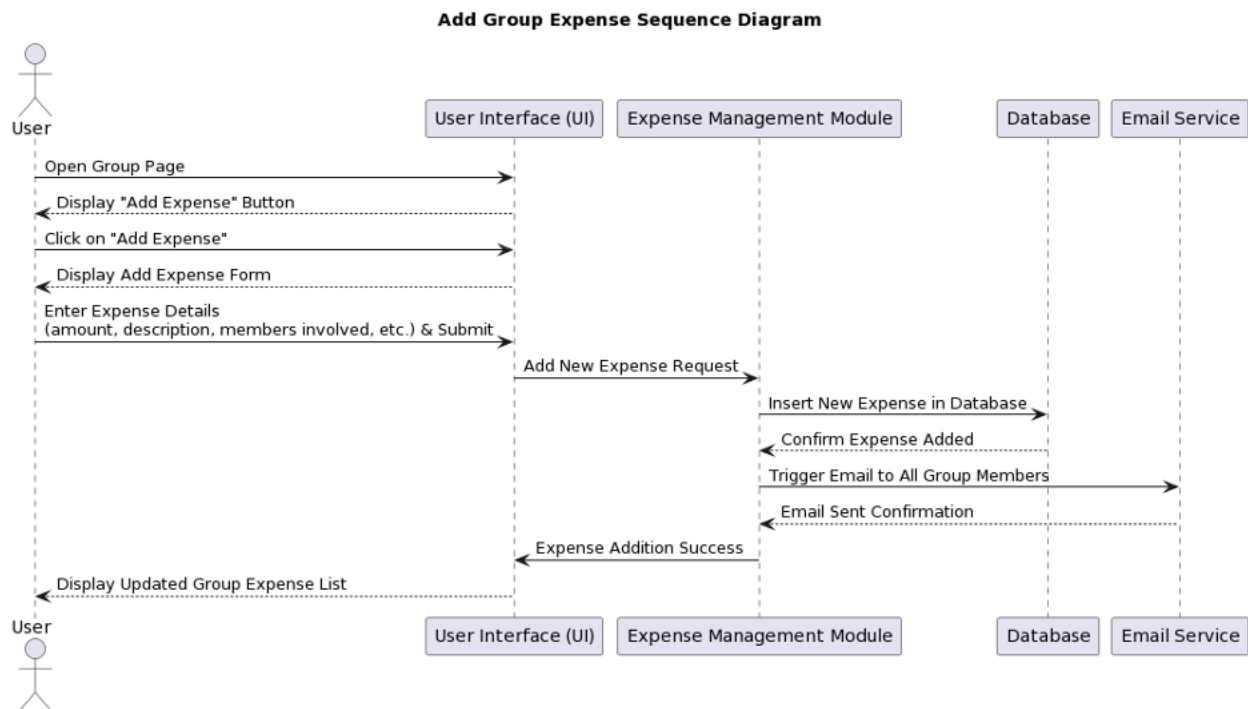 Add Group Expense Sequence Diagram
User
User Interface (UI)
Expense Management Module
Database
Email Service
Open Group Page
Display "Add Expense" Button
Click on "Add Expense"
Display Add Expense Form
Enter Expense Details
(amount, description, members involved, etc.) & Submit
Add New Expense Request
Insert New Expense in Database
Confirm Expense Added
Trigger Email to All Group Members
Email Sent Confirmation
Expense Addition Success
Display Updated Group Expense List
User
User Interface (UI)
Expense Management Module
Database
Email Service